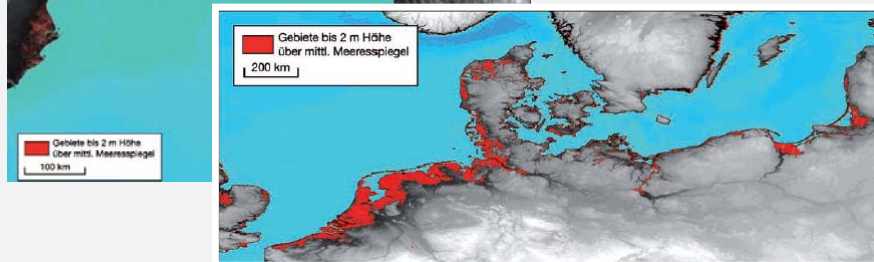 Gebiete bis 2 m Höhe
über mittl. Meeresspiegel
200 km
Gebiete bis 2 m Höhe
über mittl. Meeresspiegel
100 km